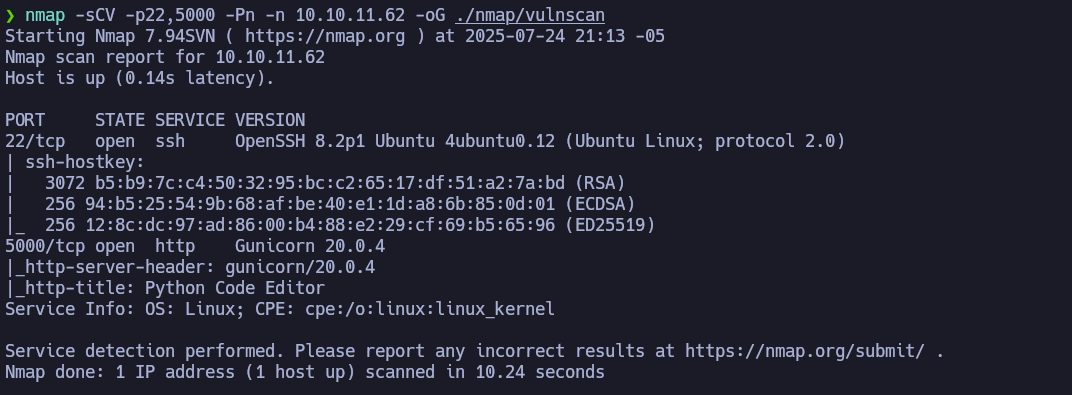 ❯ nmap -sCV -p22,5000 -Pn -n 10.10.11.62 -oG ./nmap/vulnscan
Starting Nmap 7.94SVN ( https://nmap.org ) at 2025-07-24 21:13 -05
Nmap scan report for 10.10.11.62
Host is up (0.14s latency).

PORT     STATE SERVICE VERSION
22/tcp   open  ssh     OpenSSH 8.2p1 Ubuntu 4ubuntu0.12 (Ubuntu Linux; protocol 2.0)
| ssh-hostkey:
|   3072 b5:b9:7c:c4:50:32:95:bc:c2:65:17:df:51:a2:7a:bd (RSA)
|   256 94:b5:25:54:9b:68:af:be:40:e1:1d:a8:6b:85:0d:01 (ECDSA)
|_  256 12:8c:dc:97:ad:86:00:b4:88:e2:29:cf:69:b5:65:96 (ED25519)
5000/tcp open  http    Gunicorn 20.0.4
|_http-server-header: gunicorn/20.0.4
|_http-title: Python Code Editor
Service Info: OS: Linux; CPE: cpe:/o:linux:linux_kernel

Service detection performed. Please report any incorrect results at https://nmap.org/submit/ .
Nmap done: 1 IP address (1 host up) scanned in 10.24 seconds